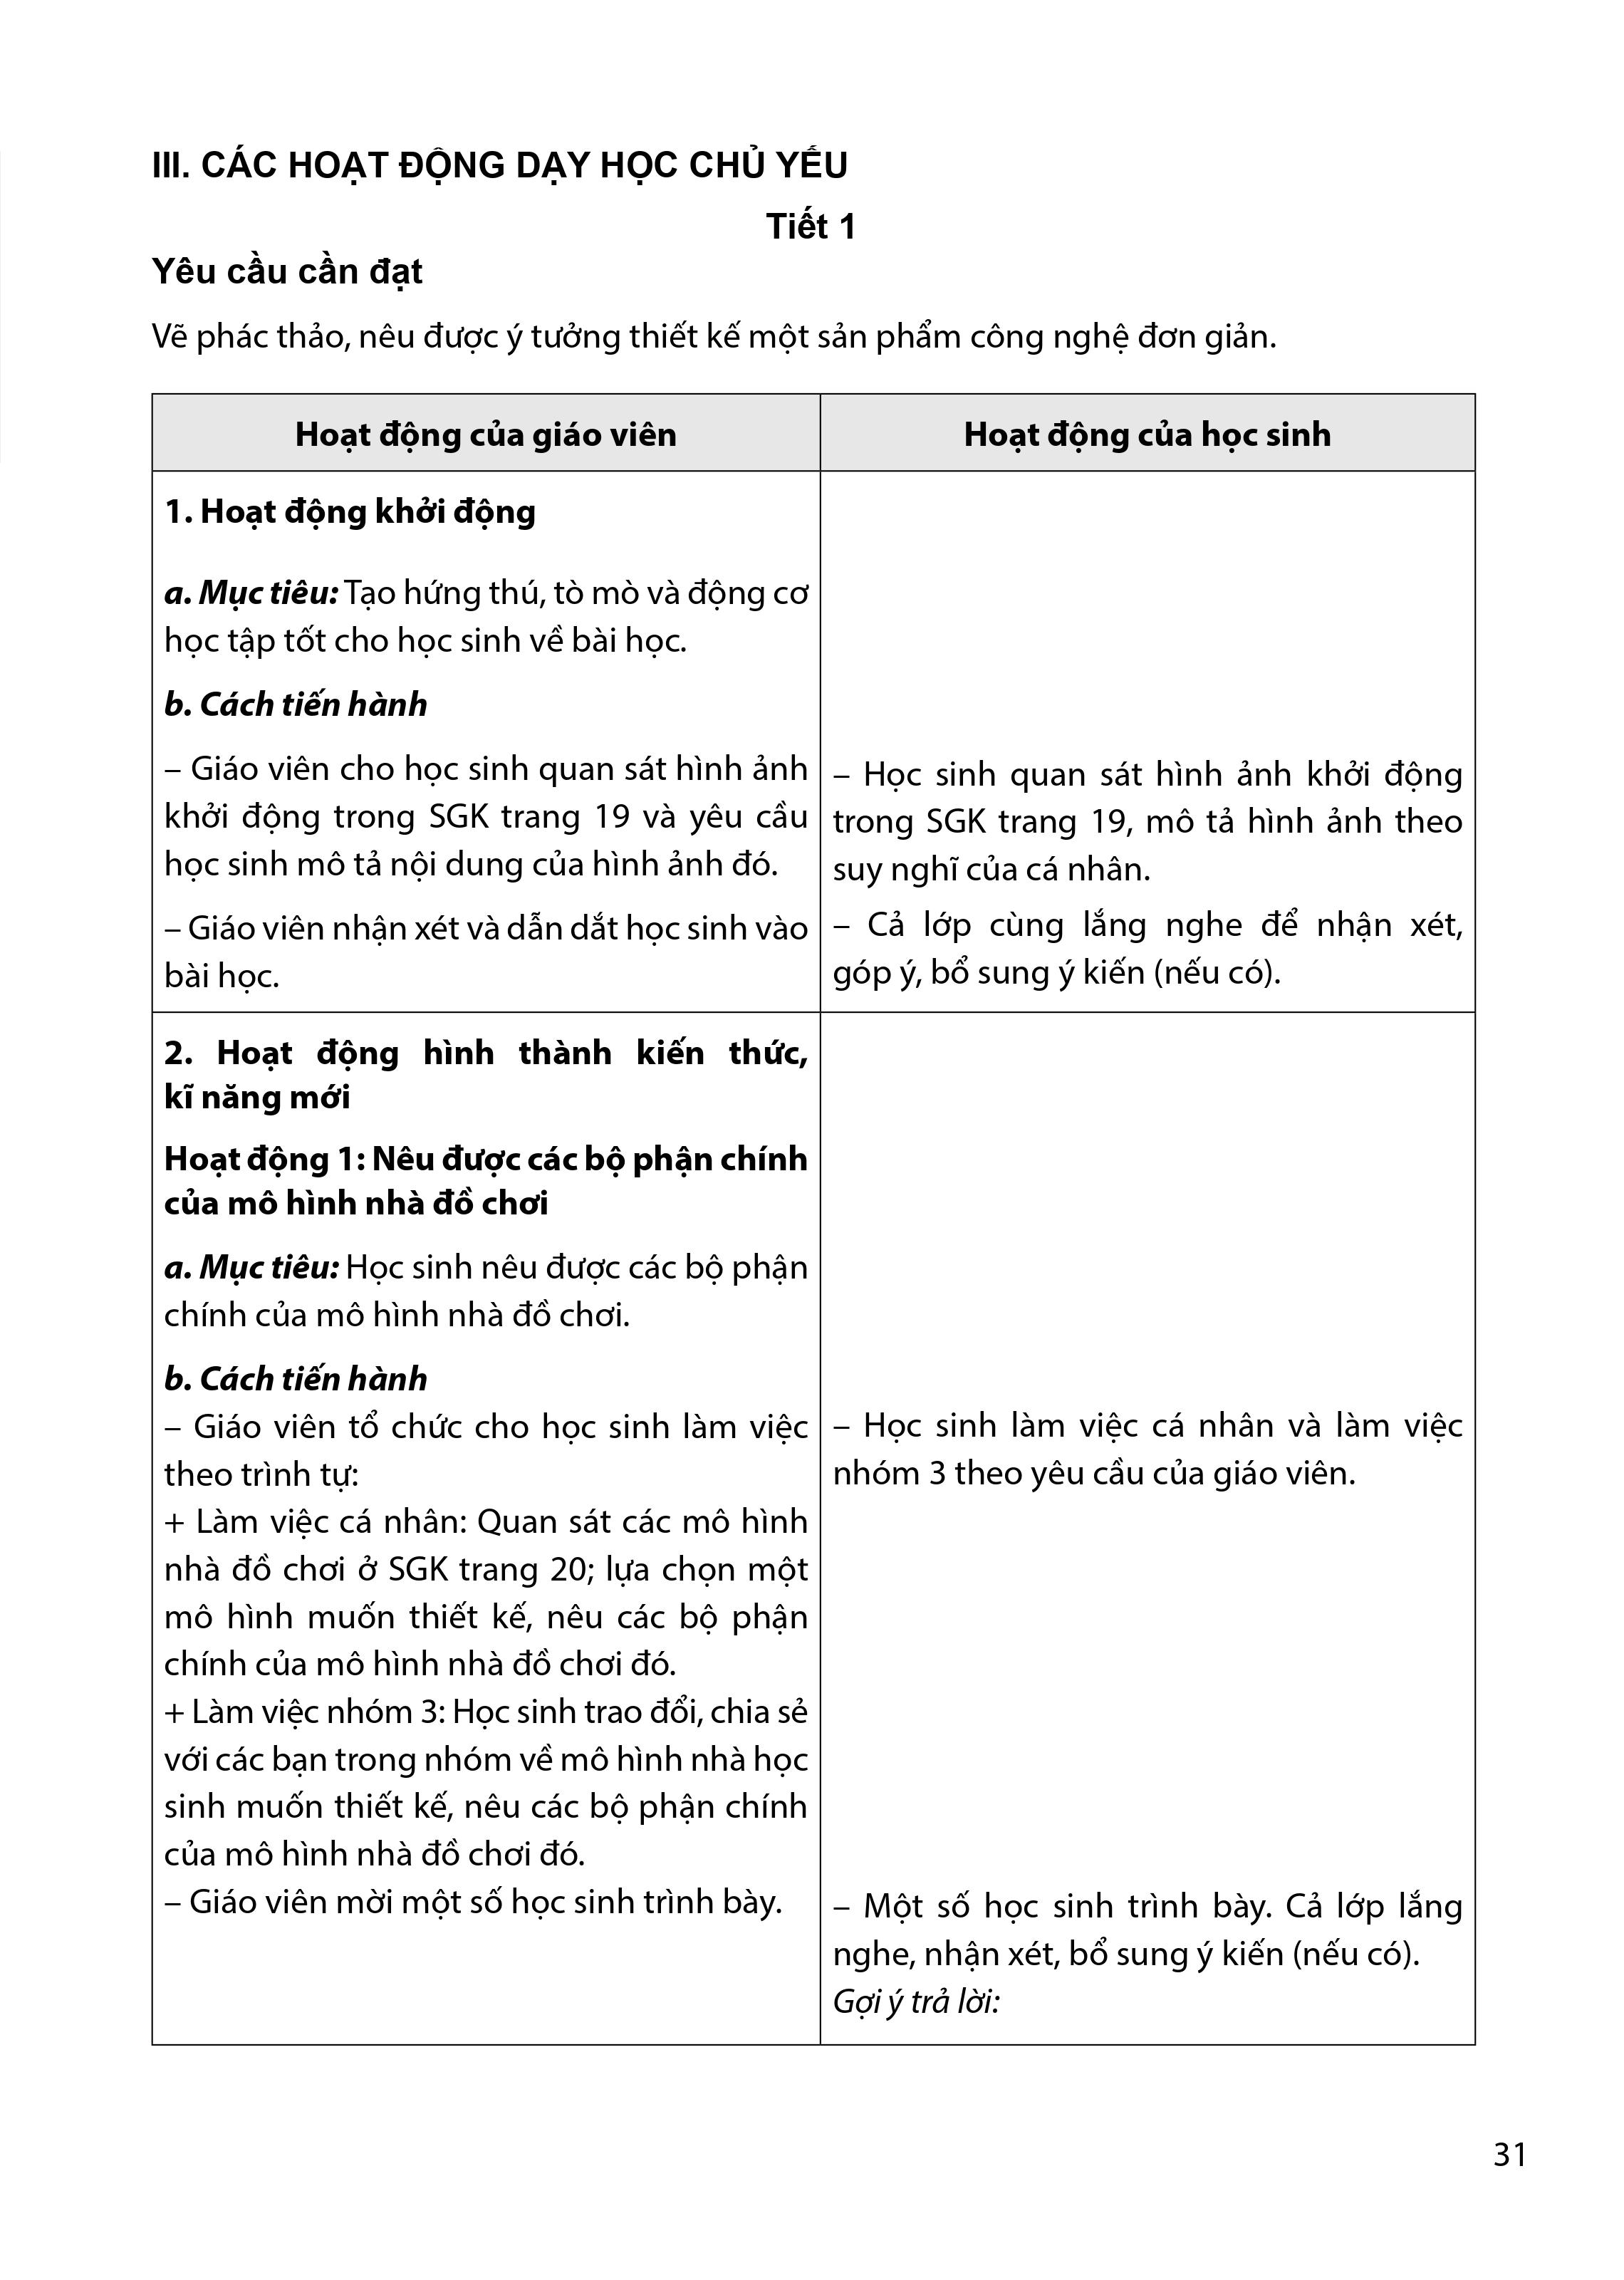 III. CÁC HOẠT ĐỘNG DẠY HỌC CHỦ YẾU
Tiết 1
Yêu cầu cần đạt
Vẽ phác thảo, nêu được ý tưởng thiết kế một sản phẩm công nghệ đơn giản.
Hoạt động của giáo viên
Hoạt động của học sinh
1. Hoạt động khởi động
a. Mục tiêu: Tạo hứng thú, tò mò và động cơ
học tập tốt cho học sinh về bài học.
b. Cách tiến hành
– Giáo viên cho học sinh quan sát hình ảnh
khởi động trong SGK trang 19 và yêu cầu
học sinh mô tả nội dung của hình ảnh đó.
– Giáo viên nhận xét và dẫn dắt học sinh vào
bài học.
– Học sinh quan sát hình ảnh khởi động
trong SGK trang 19, mô tả hình ảnh theo
suy nghĩ của cá nhân.
– Cả lớp cùng lắng nghe để nhận xét,
góp ý, bổ sung ý kiến (nếu có).
2. Hoạt động hình thành kiến thức,
kĩ năng mới
Hoạt động 1: Nêu được các bộ phận chính
của mô hình nhà đồ chơi
a. Mục tiêu: Học sinh nêu được các bộ phận
chính của mô hình nhà đồ chơi.
b. Cách tiến hành
– Giáo viên tổ chức cho học sinh làm việc
theo trình tự:
+ Làm việc cá nhân: Quan sát các mô hình
nhà đồ chơi ở SGK trang 20; lựa chọn một
mô hình muốn thiết kế, nêu các bộ phận
chính của mô hình nhà đồ chơi đó.
+ Làm việc nhóm 3: Học sinh trao đổi, chia sẻ
với các bạn trong nhóm về mô hình nhà học
sinh muốn thiết kế, nêu các bộ phận chính
của mô hình nhà đồ chơi đó.
– Giáo viên mời một số học sinh trình bày.
– Học sinh làm việc cá nhân và làm việc
nhóm 3 theo yêu cầu của giáo viên.
– Một số học sinh trình bày. Cả lớp lắng
nghe, nhận xét, bổ sung ý kiến (nếu có).
Gợi ý trả lời:
31